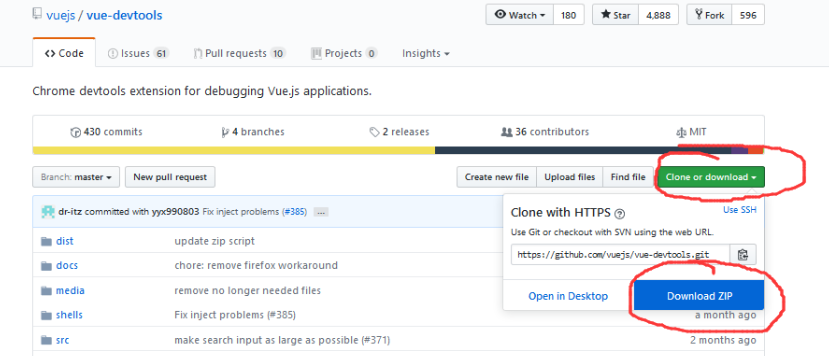 vuejs / vue-devtools
Watch 180 Star 4,888 Fork 596
Code Issues 61 Pull requests 10 Projects 0 Insights
Chrome devtools extension for debugging Vue.js applications.
430 commits 4 branches 2 releases 36 contributors MIT
Branch: master New pull request Create new file Upload files Find file Clone or download
dr-itz committed with yyx990803 Fix inject problems (#385) ...
Clone with HTTPS ? Use SSH
Use Git or checkout with SVN using the web URL.
https://github.com/vuejs/vue-devtools.git
Open in Desktop Download ZIP
dist update zip script
docs chore: remove firefox workaround
media remove no longer needed files
shells Fix inject problems (#385) a month ago
src make search input as large as possible (#371) 2 months ago